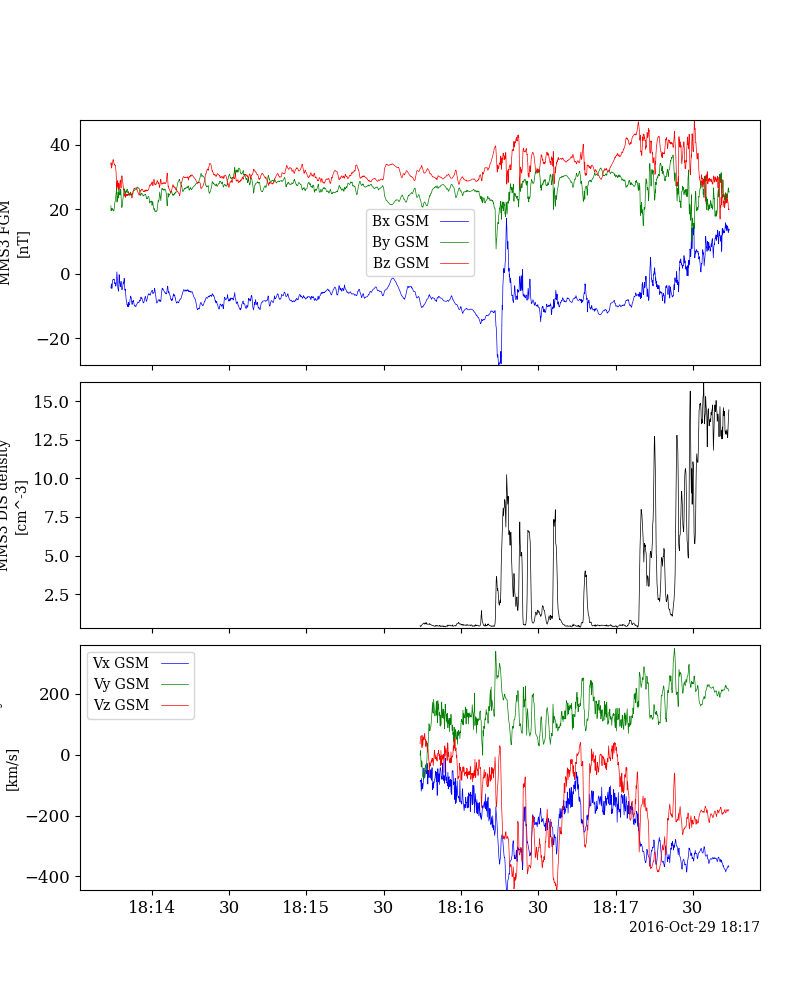 40
20
0
−20
MMS3 FGM
[nT]
Bx GSM
By GSM
Bz GSM
15.0
12.5
10.0
7.5
5.0
2.5
MMS3 DIS density
[cm^-3]
Vx GSM
Vy GSM
Vz GSM
200
0
−200
−400
[km/s]
18:14 30 18:15 30 18:16 30 18:17 30
2016-Oct-29 18:17